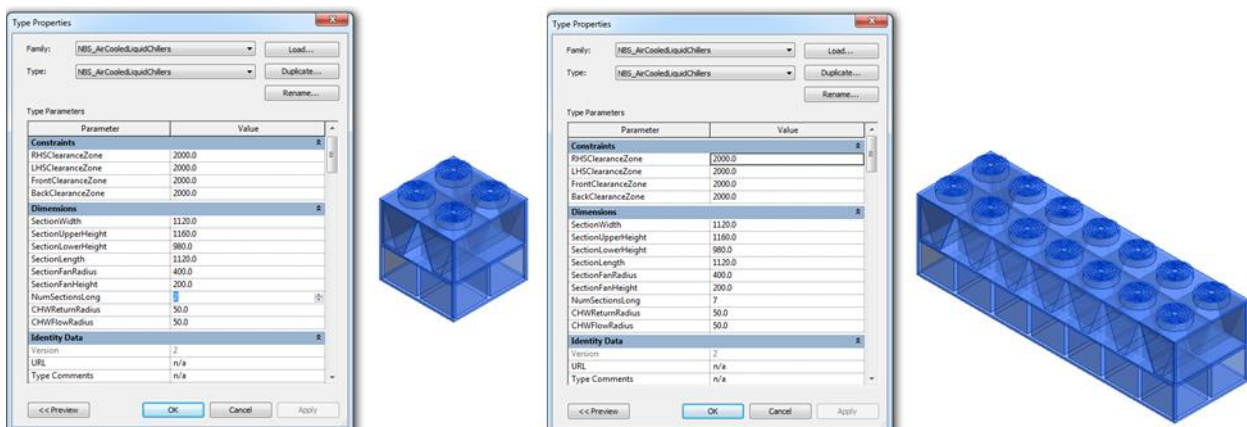 Type Properties
Family: NBS_AirCooledLiquidChillers Load...
Type: NBS_AirCooledLiquidChillers Duplicate...
Rename...
Type Parameters
Parameter Value
Constraints
RHSClearanceZone 2000.0
LHSClearanceZone 2000.0
FrontClearanceZone 2000.0
BackClearanceZone 2000.0
Dimensions
SectionWidth 1120.0
SectionUpperHeight 1160.0
SectionLowerHeight 980.0
SectionLength 1120.0
SectionFanRadius 400.0
SectionFanHeight 200.0
NumSectionsLong 2
CHWReturnRadius 50.0
CHWFlowRadius 50.0
Identity Data
Version 2
URL n/a
Type Comments n/a
<< Preview OK Cancel Apply
Type Properties
Family: NBS_AirCooledLiquidChillers Load...
Type: NBS_AirCooledLiquidChillers Duplicate...
Rename...
Type Parameters
Parameter Value
Constraints
RHSClearanceZone 2000.0
LHSClearanceZone 2000.0
FrontClearanceZone 2000.0
BackClearanceZone 2000.0
Dimensions
SectionWidth 1120.0
SectionUpperHeight 1160.0
SectionLowerHeight 980.0
SectionLength 1120.0
SectionFanRadius 400.0
SectionFanHeight 200.0
NumSectionsLong 7
CHWReturnRadius 50.0
CHWFlowRadius 50.0
Identity Data
Version 2
URL n/a
Type Comments n/a
<< Preview OK Cancel Apply